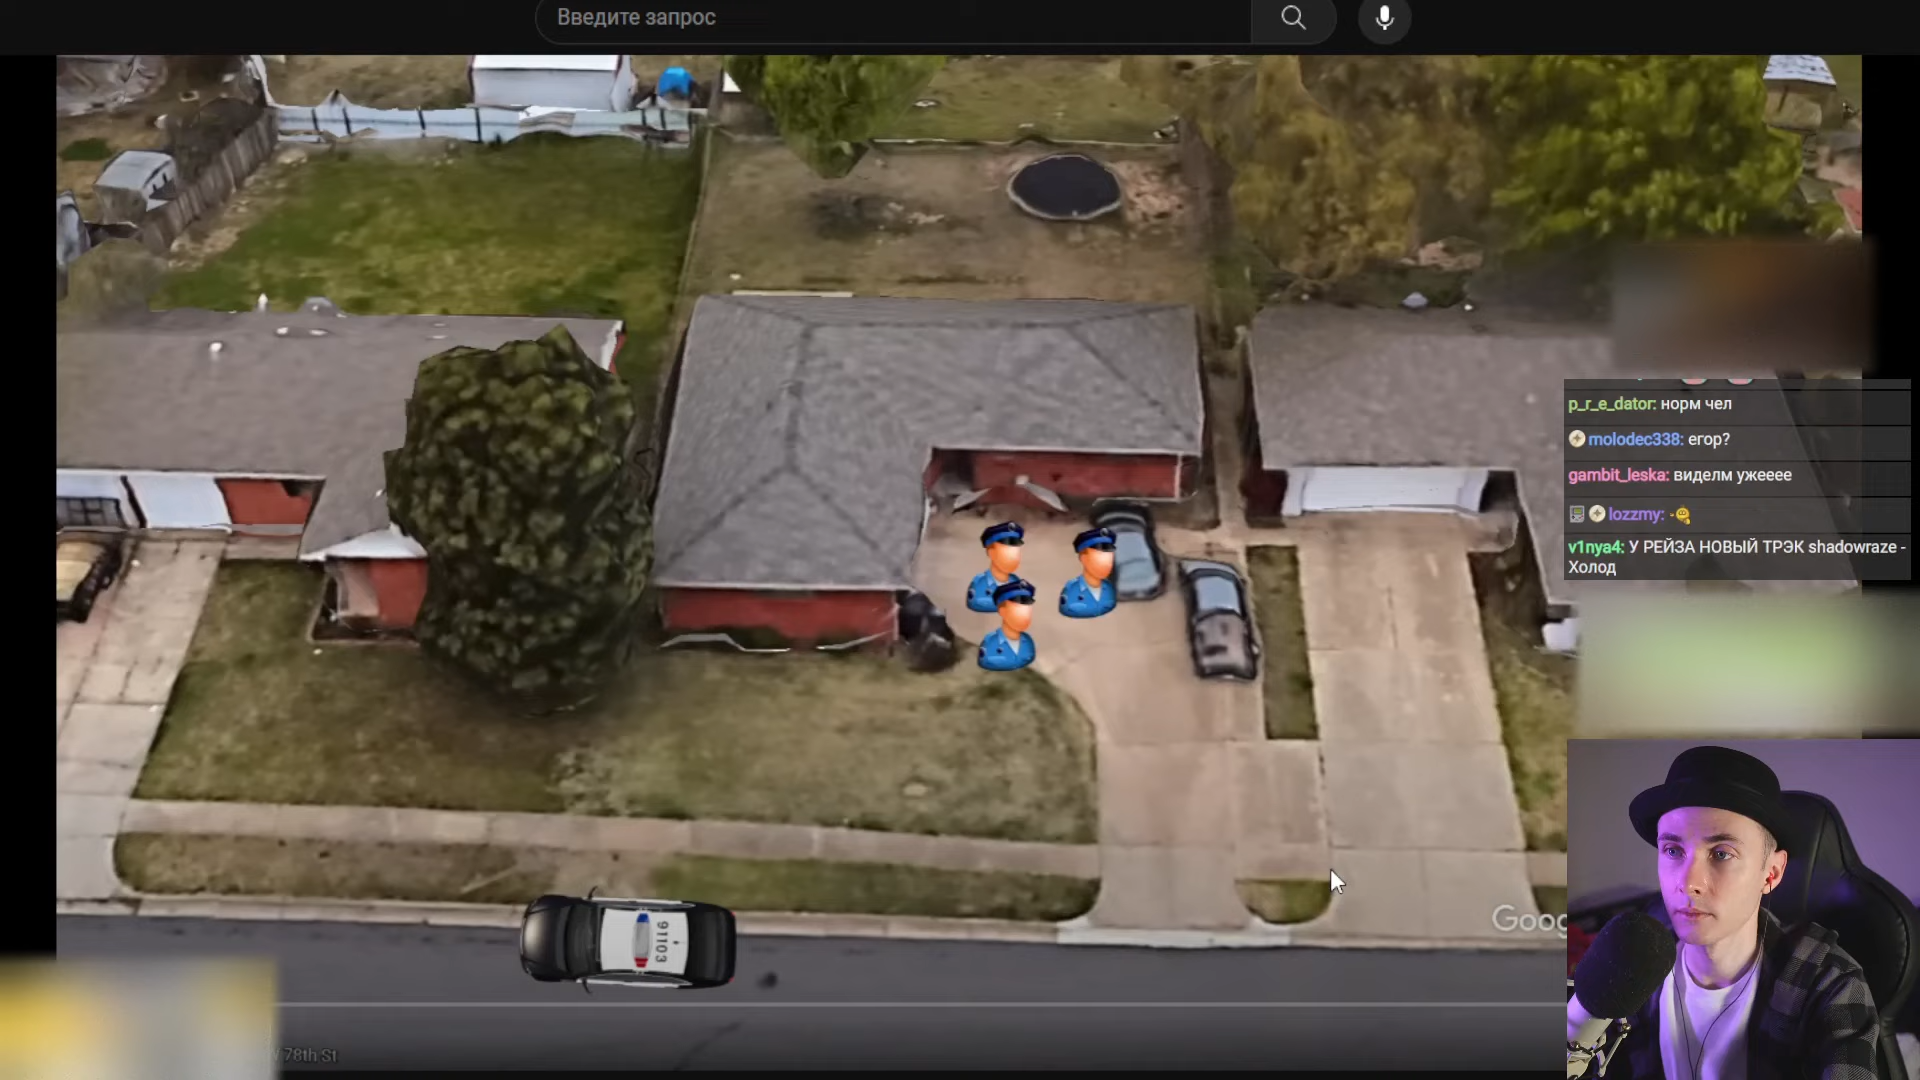 Введите запрос
p_r_e_dator: норм чел
molodec338: егор?
gambit_leska: виделм ужееее
lozzmy: -
v1nya4: У РЕЙЗА НОВЫЙ ТРЭК shadowraze -
Холод
91103
Goog
78th St